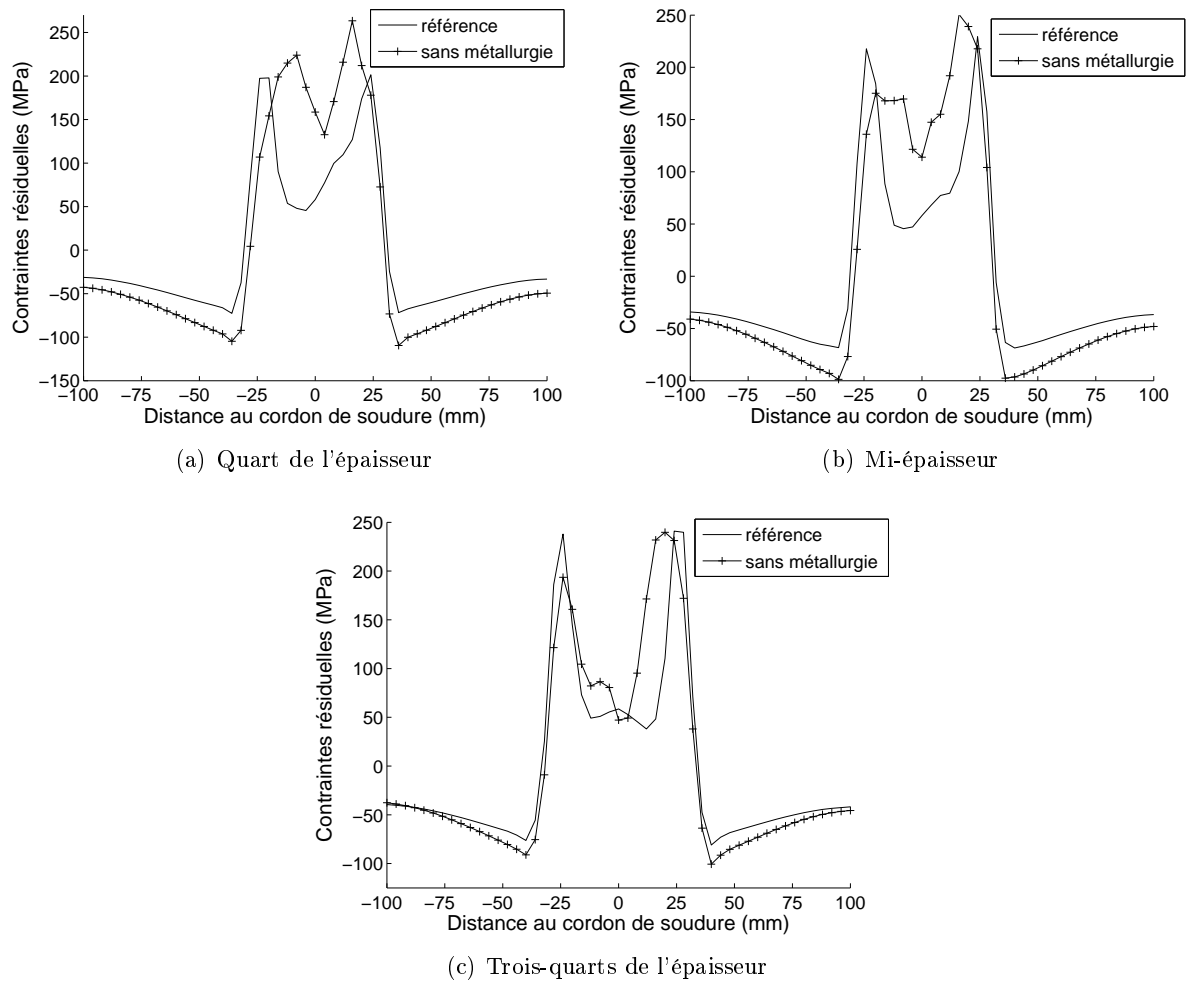 250
200
150
100
50
0
−50
−100
−150
−100 −75 −50 −25 0 25 50 75 100
Contraintes résiduelles (MPa)
Distance au cordon de soudure (mm)
référence
sans métallurgie
(a) Quart de l'épaisseur
250
200
150
100
50
0
−50
−100
−100 −75 −50 −25 0 25 50 75 100
Contraintes résiduelles (MPa)
Distance au cordon de soudure (mm)
référence
sans métallurgie
(b) Mi-épaisseur
250
200
150
100
50
0
−50
−100
−100 −75 −50 −25 0 25 50 75 100
Contraintes résiduelles (MPa)
Distance au cordon de soudure (mm)
référence
sans métallurgie
(c) Trois-quarts de l'épaisseur